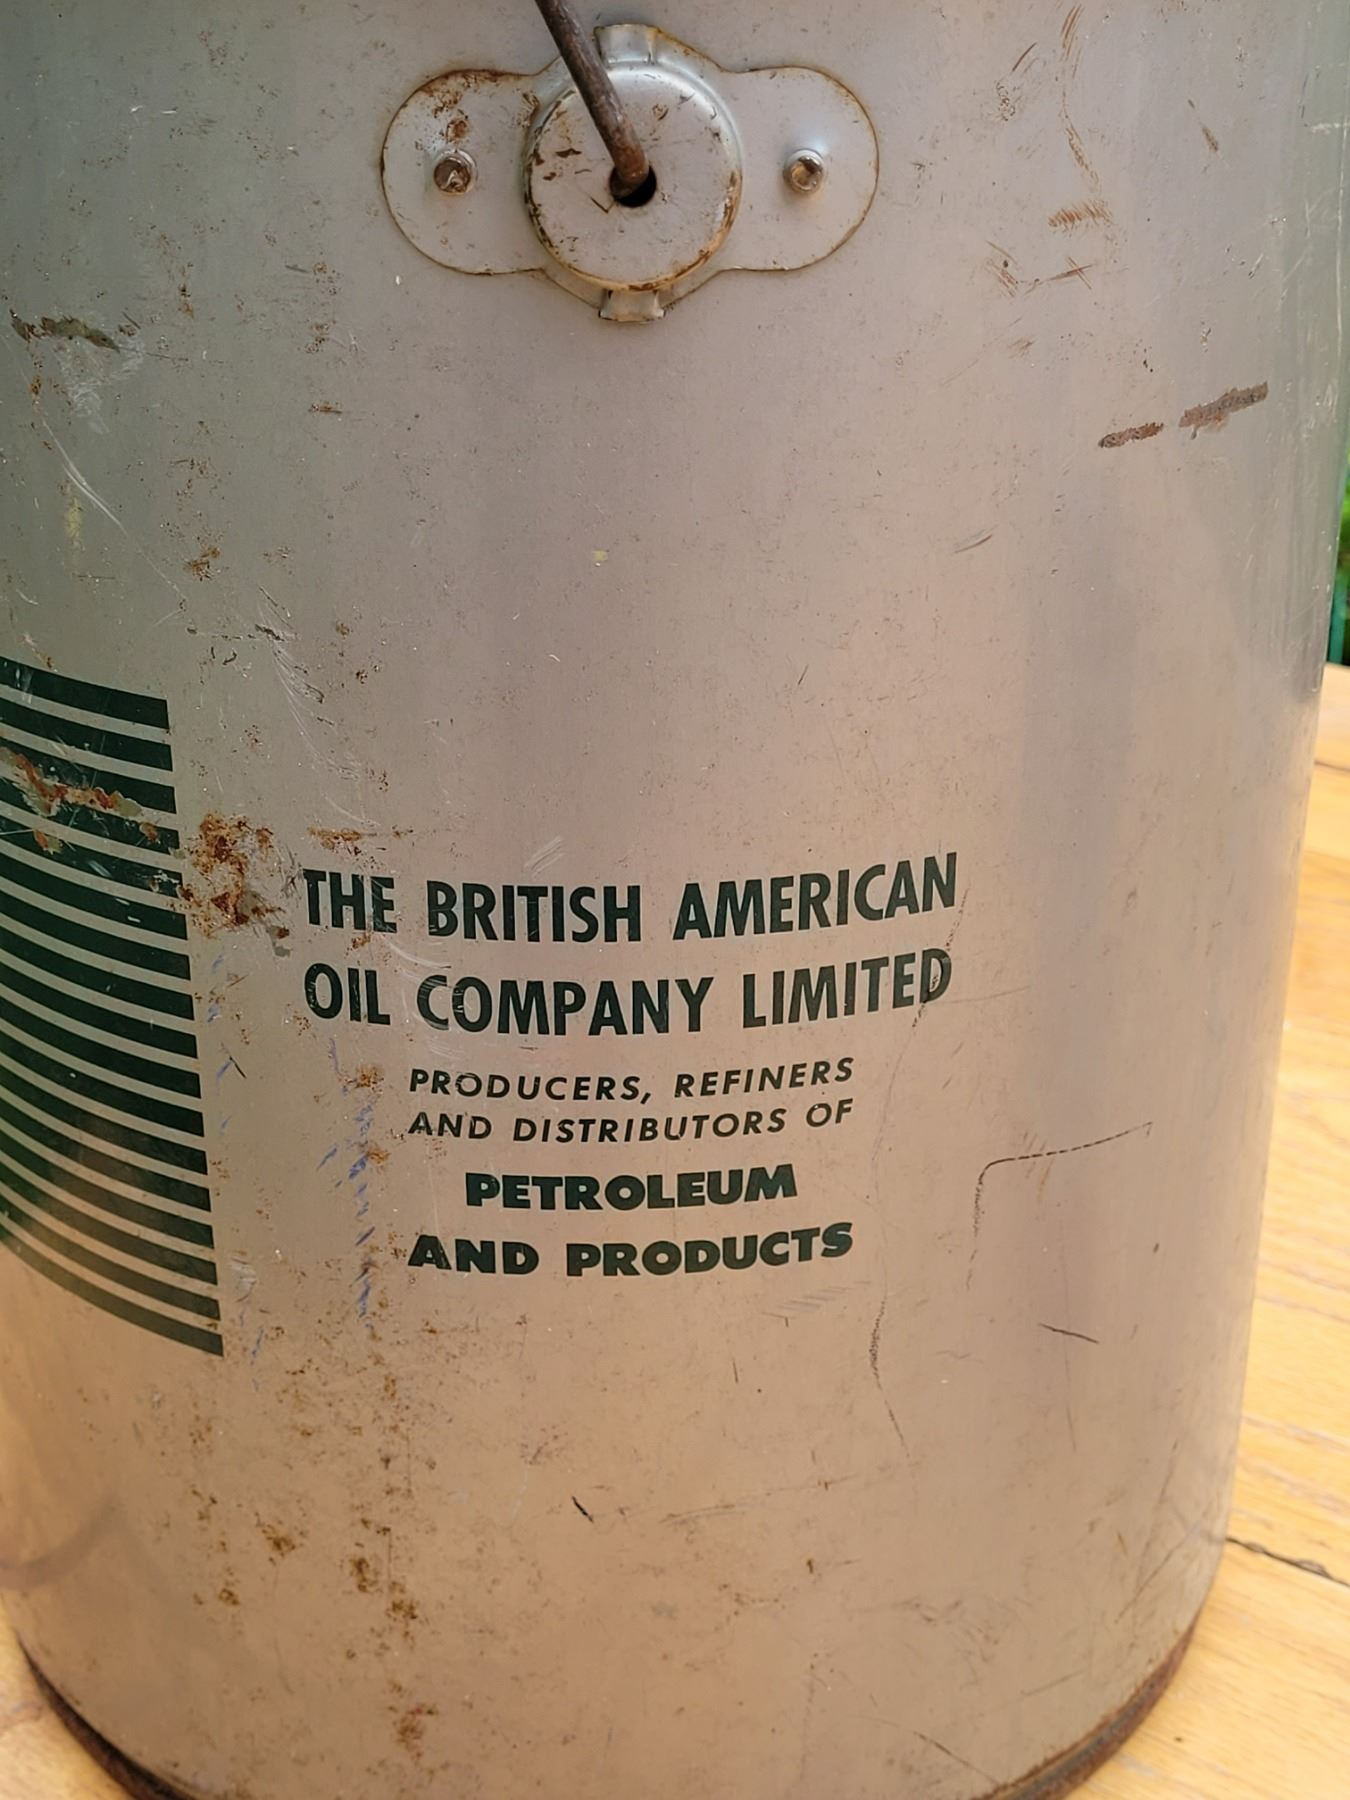 THE BRITISH AMERICAN
OIL COMPANY LIMITED
PRODUCERS, REFINERS
AND DISTRIBUTORS OF
PETROLEUM
AND PRODUCTS